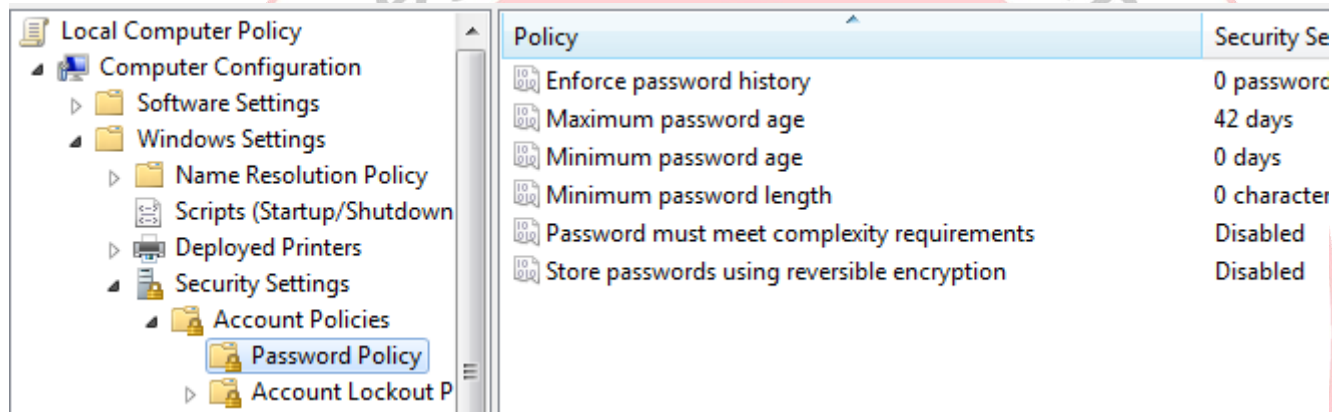 Local Computer Policy
Computer Configuration
Software Settings
Windows Settings
Name Resolution Policy
Scripts (Startup/Shutdown
Deployed Printers
Security Settings
Account Policies
Password Policy
Account Lockout P
Policy Security Se
Enforce password history 0 password
Maximum password age 42 days
Minimum password age 0 days
Minimum password length 0 character
Password must meet complexity requirements Disabled
Store passwords using reversible encryption Disabled